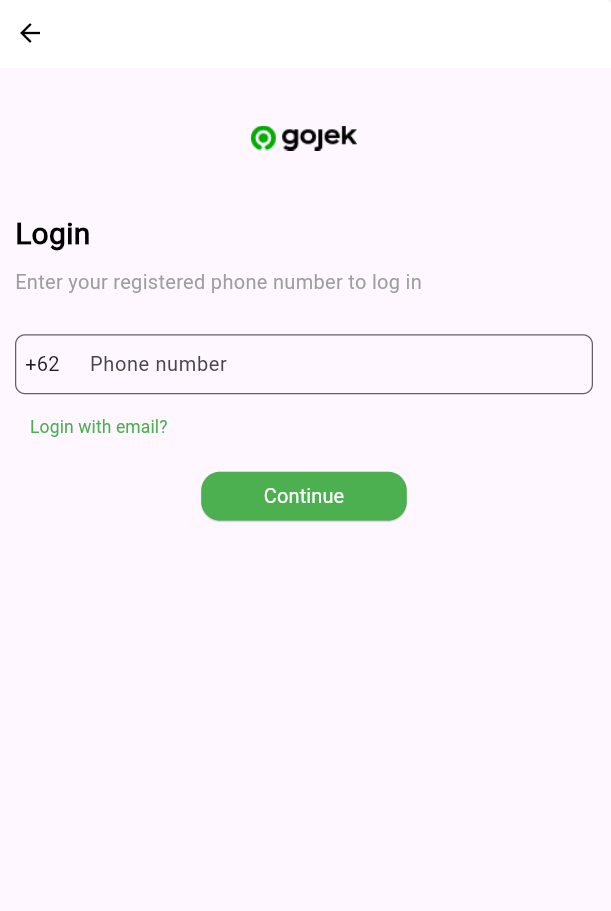 gojek
Login
Enter your registered phone number to log in
+62 Phone number
Login with email?
Continue